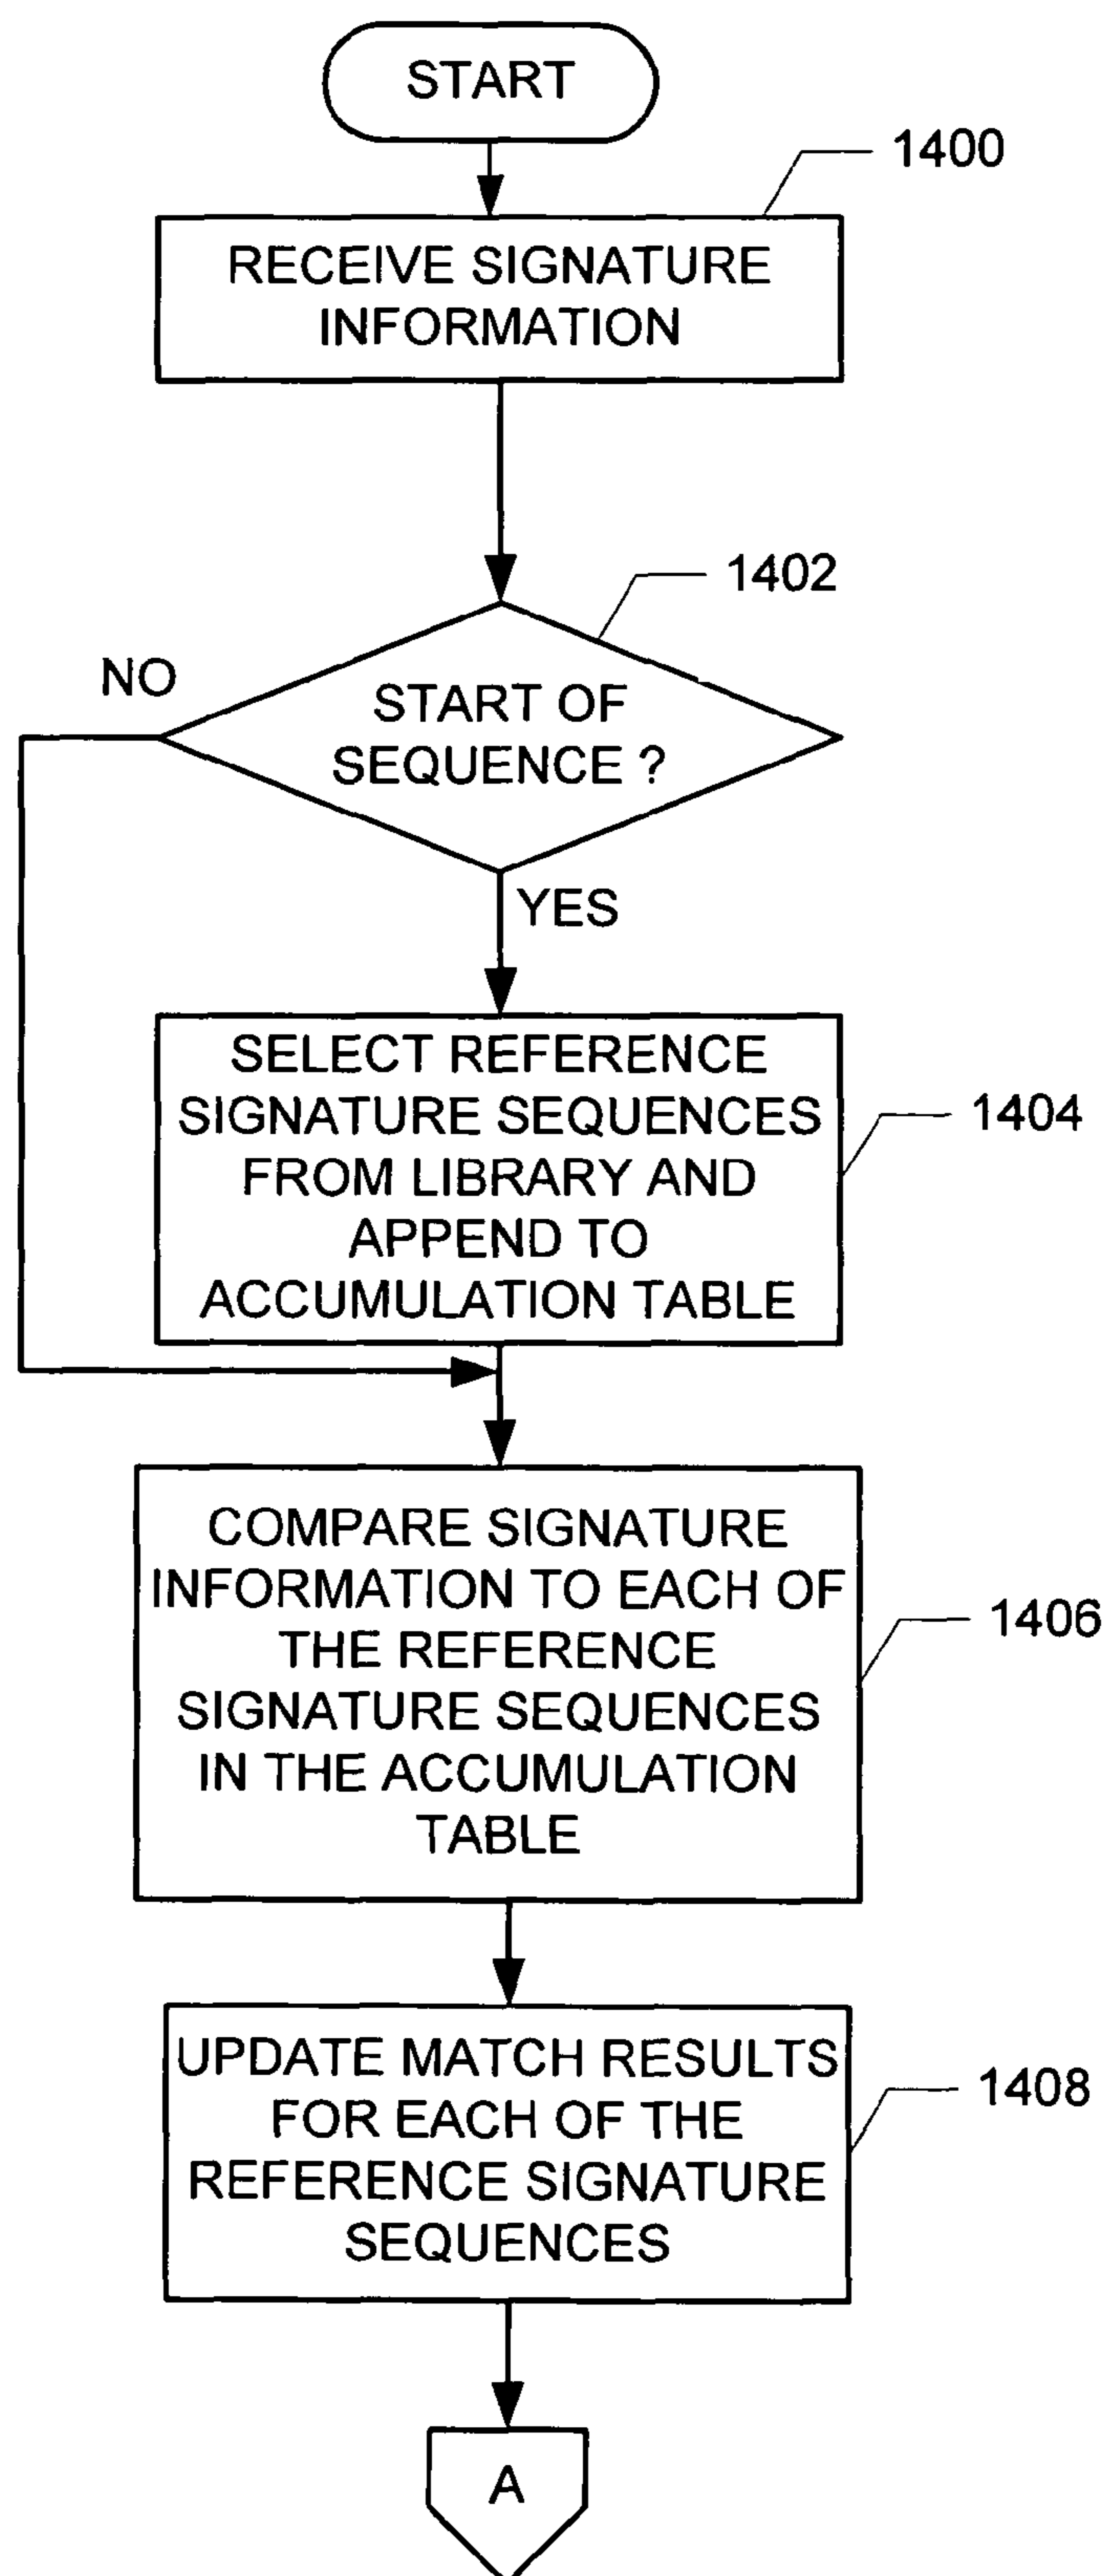 START
1400
RECEIVE SIGNATURE
INFORMATION
1402
NO
START OF
SEQUENCE ?
YES
SELECT REFERENCE
SIGNATURE SEQUENCES
FROM LIBRARY AND
APPEND TO
ACCUMULATION TABLE
1404
COMPARE SIGNATURE
INFORMATION TO EACH OF
THE REFERENCE
SIGNATURE SEQUENCES
IN THE ACCUMULATION
TABLE
1406
UPDATE MATCH RESULTS
FOR EACH OF THE
REFERENCE SIGNATURE
SEQUENCES
1408
A